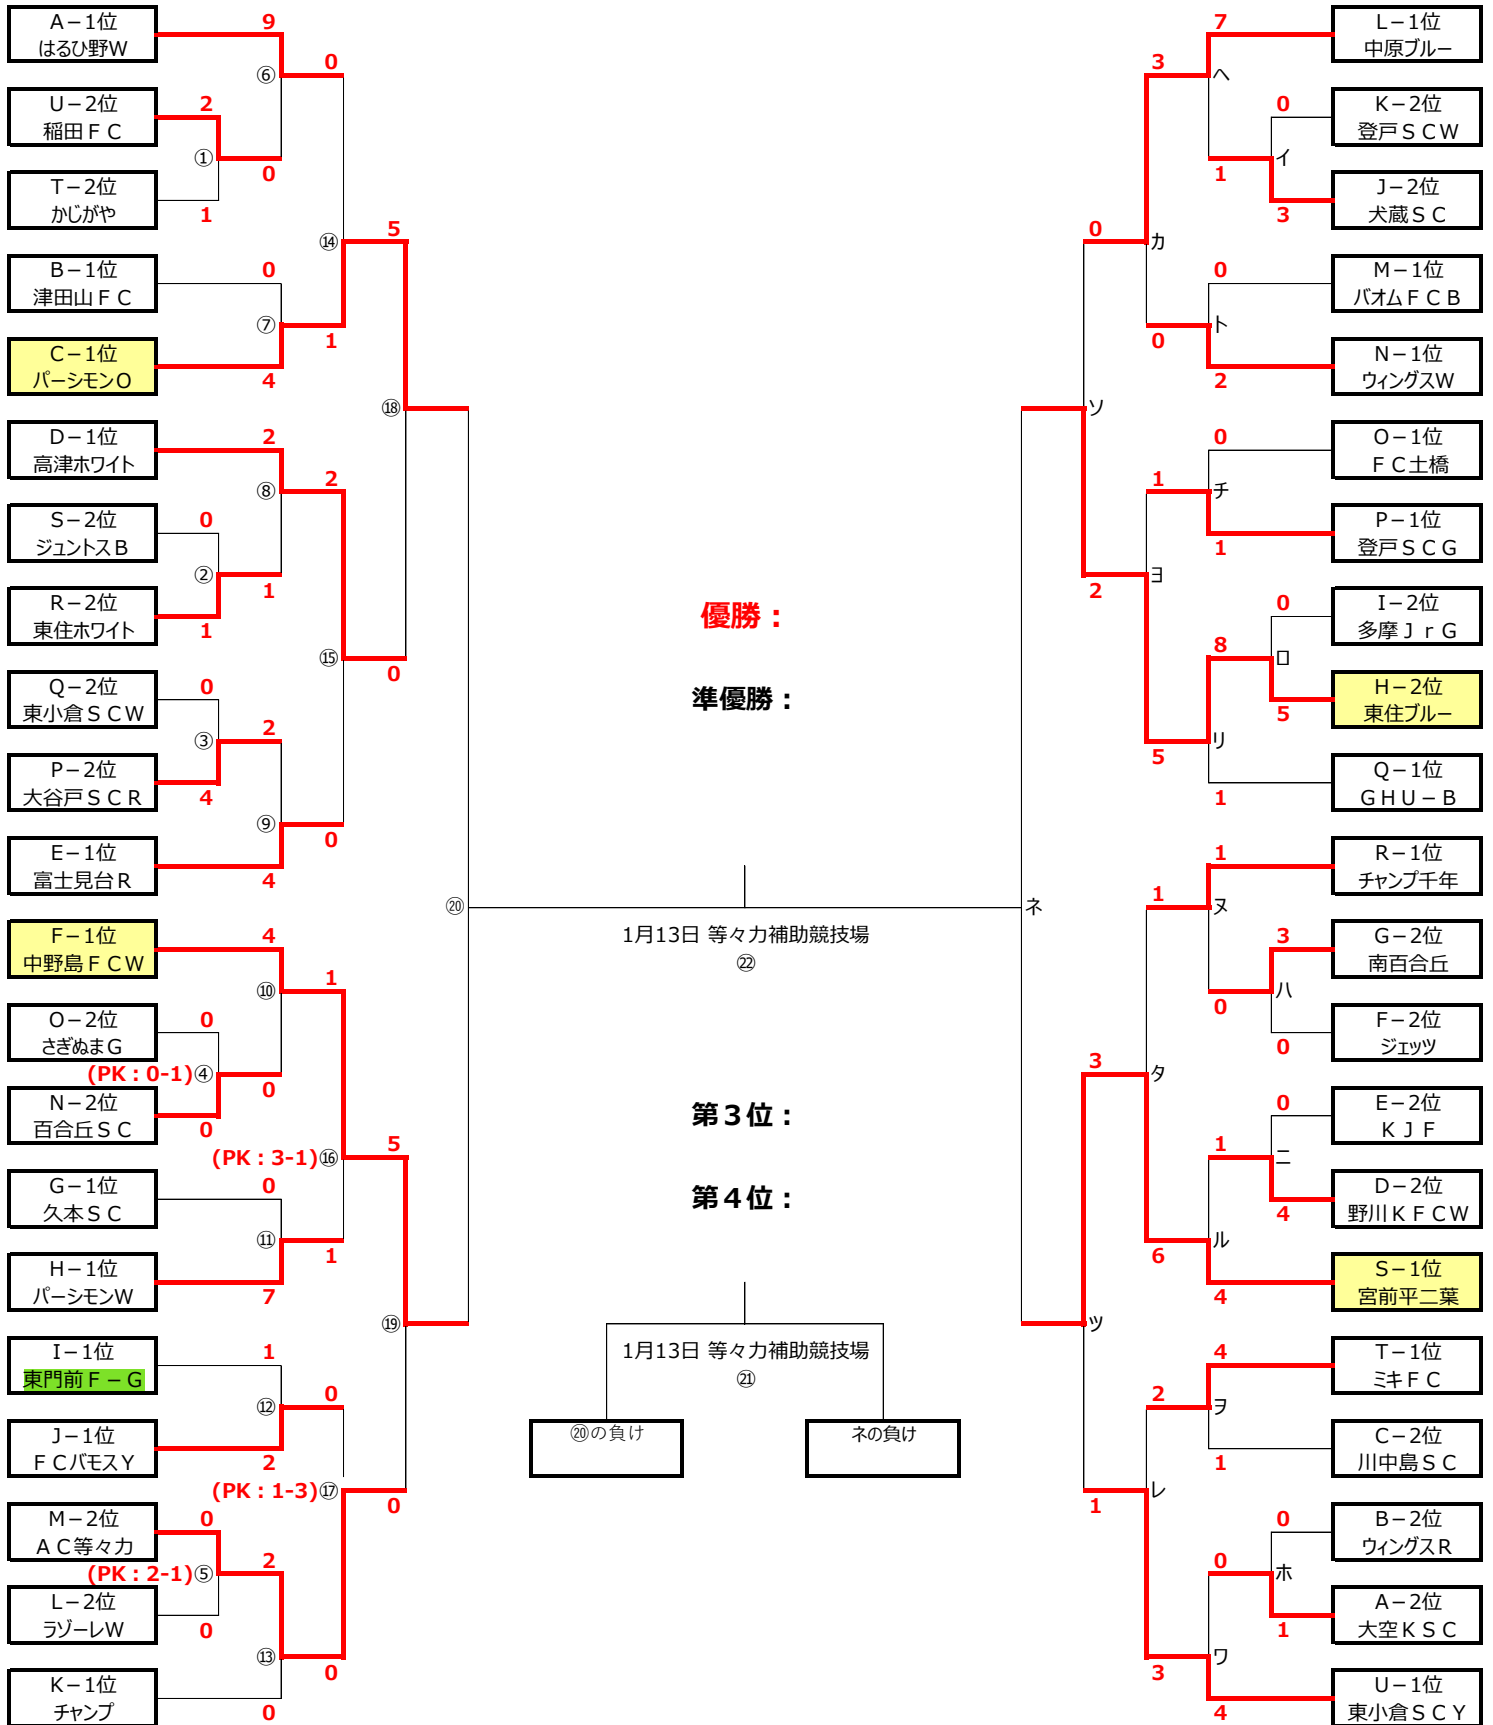 A－1位
はるひ野W
9
⑥
0
U－2位
稲田ＦＣ
2
①
0
T－2位
かじがや
1
⑭
5
B－1位
津田山ＦＣ
0
⑦
1
C－1位
パーシモンO
4
⑱
D－1位
高津ホワイト
2
⑧
2
S－2位
ジュントスＢ
0
②
1
R－2位
東住ホワイト
1
⑮
0
Q－2位
東小倉ＳＣW
0
③
2
P－2位
大谷戸ＳＣＲ
4
⑨
0
E－1位
富士見台Ｒ
4
⑳
F－1位
中野島ＦＣW
4
⑩
1
O－2位
さぎぬまＧ
0
(PK：0-1)④
0
N－2位
百合丘ＳＣ
0
(PK：3-1)⑯
5
G－1位
久本ＳＣ
0
⑪
1
H－1位
パーシモンW
7
⑲
I－1位
東門前Ｆ－Ｇ
1
⑫
0
J－1位
ＦＣバモスＹ
2
(PK：1-3)⑰
0
M－2位
ＡＣ等々力
0
(PK：2-1)⑤
2
L－2位
ラゾーレW
0
⑬
0
K－1位
チャンプ
0
優勝：
準優勝：
1月13日 等々力補助競技場
㉒
第３位：
第４位：
1月13日 等々力補助競技場
㉑
⑳の負け
ネの負け
L－1位
中原ブルー
7
ヘ
3
K－2位
登戸ＳＣW
0
イ
1
J－2位
犬蔵ＳＣ
3
カ
0
M－1位
バオムＦＣＢ
0
ト
0
N－1位
ウィングスW
2
ソ
O－1位
ＦＣ土橋
0
チ
1
P－1位
登戸ＳＣＧ
1
ヨ
2
I－2位
多摩ＪｒＧ
0
ロ
8
H－2位
東住ブルー
5
リ
5
Q－1位
ＧＨＵ－Ｂ
1
ネ
R－1位
チャンプ千年
1
ヌ
1
G－2位
南百合丘
3
ハ
0
F－2位
ジェッツ
0
タ
3
E－2位
ＫＪＦ
0
ニ
1
D－2位
野川ＫＦＣW
4
ル
6
S－1位
宮前平二葉
4
ツ
T－1位
ミキＦＣ
4
ヲ
2
C－2位
川中島ＳＣ
1
レ
1
B－2位
ウィングスＲ
0
ホ
0
A－2位
大空ＫＳＣ
1
ワ
3
U－1位
東小倉ＳＣＹ
4